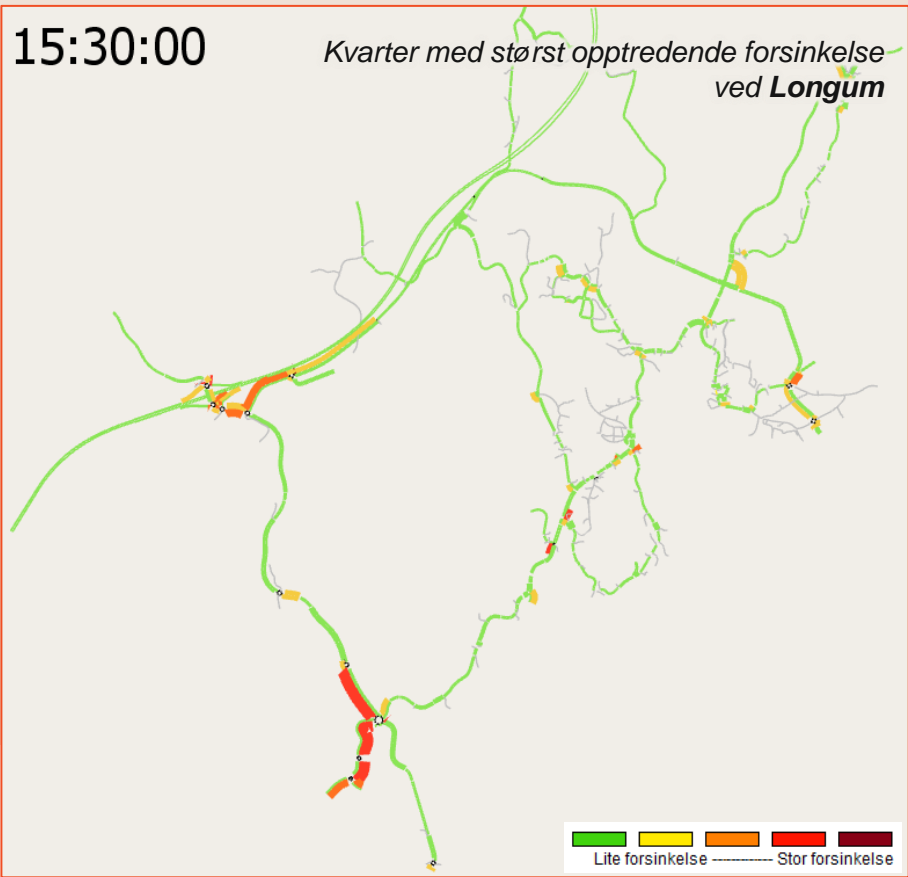 15:30:00
Kvarter med størst opptredende forsinkelse
ved Longum
Lite forsinkelse ----------- Stor forsinkelse